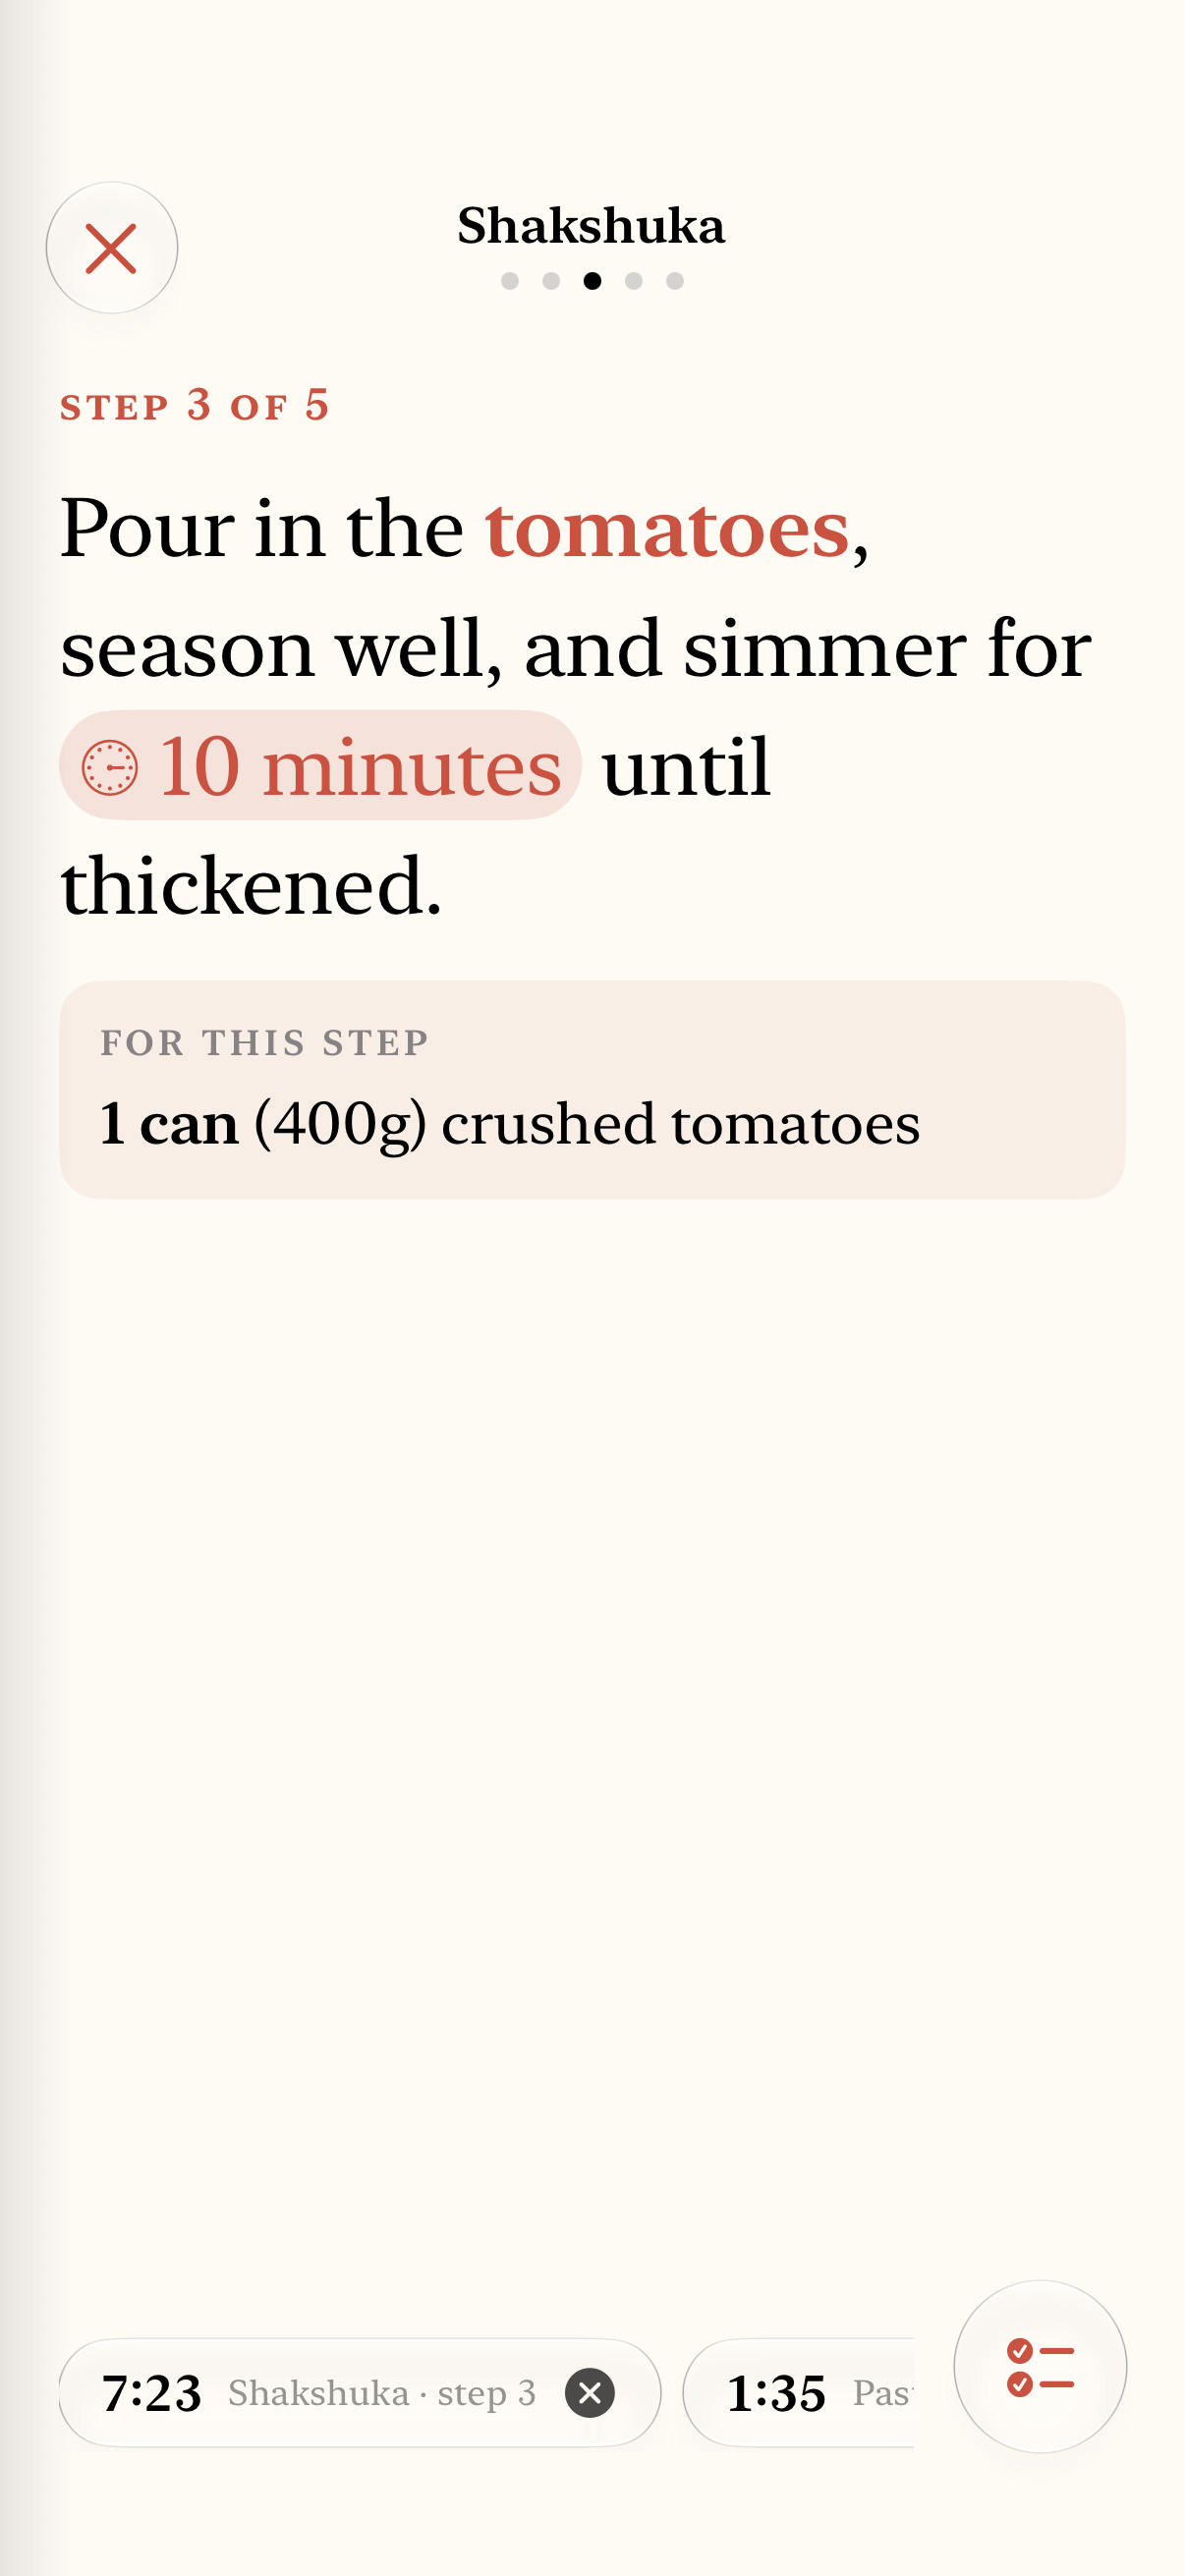 Shakshuka
STEP 3 OF 5
Pour in the tomatoes,
season well, and simmer for
10 minutes until
thickened.
FOR THIS STEP
1 can (400g) crushed tomatoes
7:23 Shakshuka · step 3
1:35